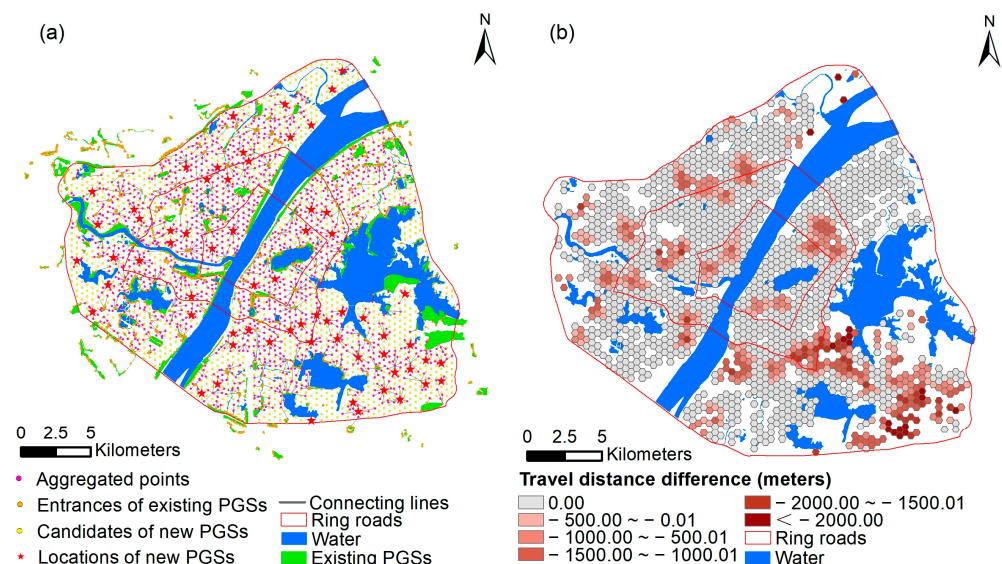 (a)
N
0 2.5 5
Kilometers
Aggregated points
Entrances of existing PGSs
Candidates of new PGSs
Locations of new PGSs
Connecting lines
Ring roads
Water
Existing PGSs
(b)
N
0 2.5 5
Kilometers
Travel distance difference (meters)
0.00
- 500.00 ~ - 0.01
- 1000.00 ~ - 500.01
- 1500.00 ~ - 1000.01
- 2000.00 ~ - 1500.01
< - 2000.00
Ring roads
Water